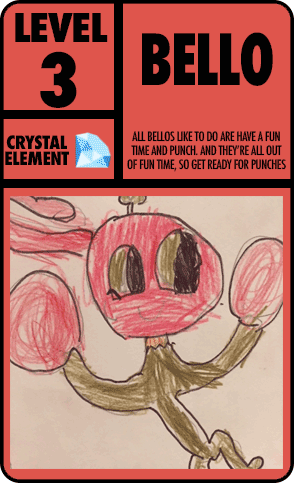 LEVEL
3
BELLO
CRYSTAL
ELEMENT
ALL BELLOS LIKE TO DO ARE HAVE A FUN
TIME AND PUNCH. AND THEY'RE ALL OUT
OF FUN TIME, SO GET READY FOR PUNCHES